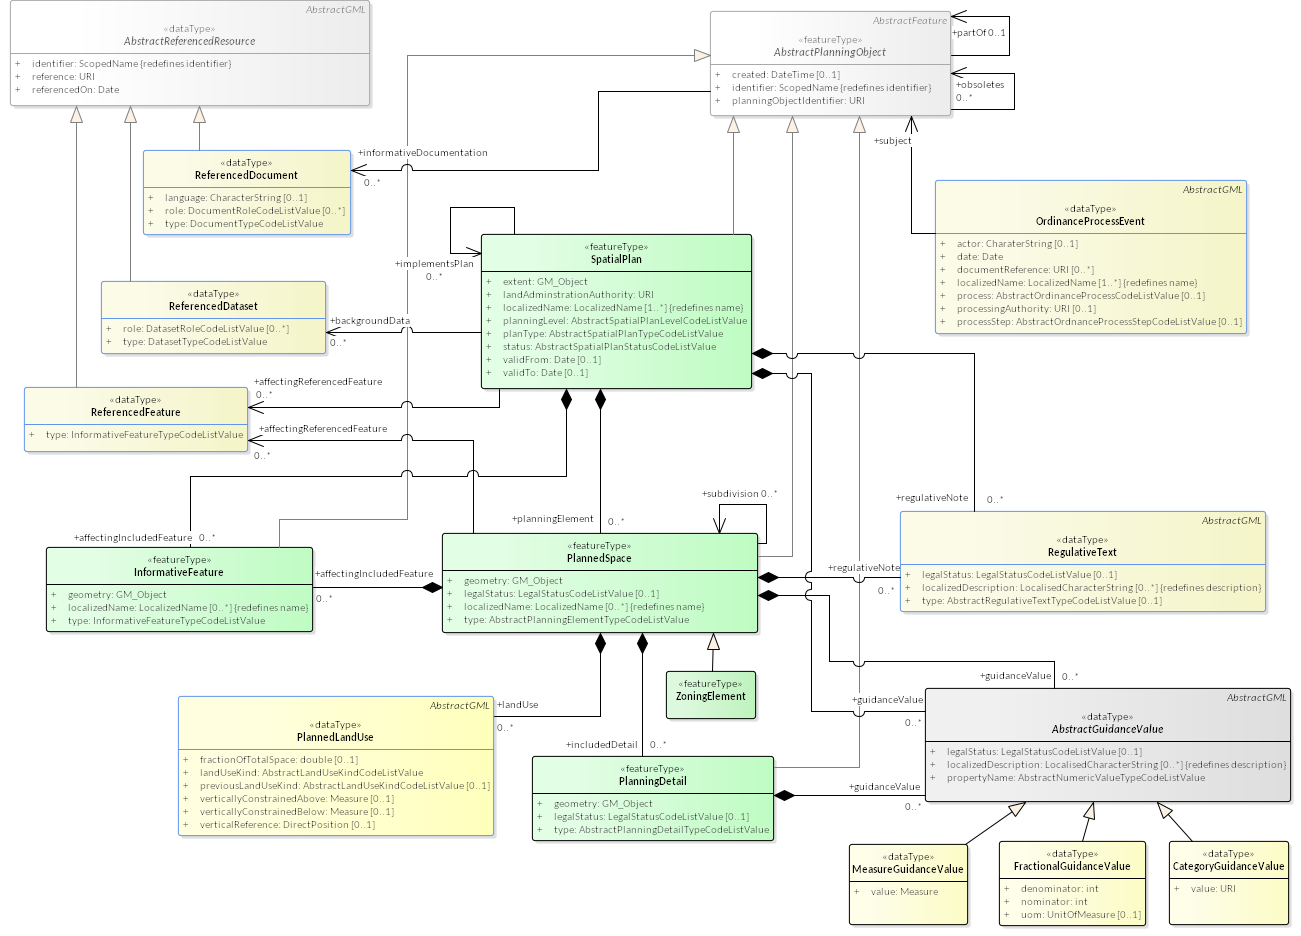 AbstractGML
«dataType»
AbstractReferencedResource
+ identifier: ScopedName {redefines identifier}
+ reference: URI
+ referencedOn: Date
AbstractFeature
«featureType»
AbstractPlanningObject
+ created: DateTime [0..1]
+ identifier: ScopedName {redefines identifier}
+ planningObjectIdentifier: URI
+partOf 0..1
+obsoletes
0..*
+subject
+informativeDocumentation
0..*
«dataType»
ReferencedDocument
+ language: CharacterString [0..1]
+ role: DocumentRoleCodeListValue [0..*]
+ type: DocumentTypeCodeListValue
AbstractGML
«dataType»
OrdinanceProcessEvent
+ actor: CharaterString [0..1]
+ date: Date
+ documentReference: URI [0..*]
+ localizedName: LocalizedName [1..*] {redefines name}
+ process: AbstractOrdinanceProcessCodeListValue [0..1]
+ processingAuthority: URI [0..1]
+ processStep: AbstractOrdnanceProcessStepCodeListValue [0..1]
+implementsPlan
0..*
«featureType»
SpatialPlan
+ extent: GM_Object
+ landAdminstrationAuthority: URI
+ localizedName: LocalizedName [1..*] {redefines name}
+ planningLevel: AbstractSpatialPlanLevelCodeListValue
+ planType: AbstractSpatialPlanTypeCodeListValue
+ status: AbstractSpatialPlanStatusCodeListValue
+ validFrom: Date [0..1]
+ validTo: Date [0..1]
«dataType»
ReferencedDataset
+ role: DatasetRoleCodeListValue [0..*]
+ type: DatasetTypeCodeListValue
+backgroundData
0..*
+affectingReferencedFeature
0..*
«dataType»
ReferencedFeature
+ type: InformativeFeatureTypeCodeListValue
+affectingReferencedFeature
0..*
+subdivision 0..*
+regulativeNote
0..*
+planningElement
0..*
+affectingIncludedFeature
0..*
«featureType»
InformativeFeature
+ geometry: GM_Object
+ localizedName: LocalizedName [0..*] {redefines name}
+ type: InformativeFeatureTypeCodeListValue
+affectingIncludedFeature
0..*
«featureType»
PlannedSpace
+ geometry: GM_Object
+ legalStatus: LegalStatusCodeListValue [0..1]
+ localizedName: LocalizedName [0..*] {redefines name}
+ type: AbstractPlanningElementTypeCodeListValue
+regulativeNote
0..*
AbstractGML
«dataType»
RegulativeText
+ legalStatus: LegalStatusCodeListValue [0..1]
+ localizedDescription: LocalisedCharacterString [0..*] {redefines description}
+ type: AbstractRegulativeTextTypeCodeListValue [0..1]
«featureType»
ZoningElement
+guidanceValue
0..*
+guidanceValue
0..*
AbstractGML
«dataType»
AbstractGuidanceValue
+ legalStatus: LegalStatusCodeListValue [0..1]
+ localizedDescription: LocalisedCharacterString [0..*] {redefines description}
+ propertyName: AbstractNumericValueTypeCodeListValue
AbstractGML
«dataType»
PlannedLandUse
+ fractionOfTotalSpace: double [0..1]
+ landUseKind: AbstractLandUseKindCodeListValue
+ previousLandUseKind: AbstractLandUseKindCodeListValue [0..1]
+ verticallyConstrainedAbove: Measure [0..1]
+ verticallyConstrainedBelow: Measure [0..1]
+ verticalReference: DirectPosition [0..1]
+landUse
0..*
+includedDetail
0..*
«featureType»
PlanningDetail
+ geometry: GM_Object
+ legalStatus: LegalStatusCodeListValue [0..1]
+ type: AbstractPlanningDetailTypeCodeListValue
+guidanceValue
0..*
«dataType»
MeasureGuidanceValue
+ value: Measure
«dataType»
FractionalGuidanceValue
+ denominator: int
+ nominator: int
+ uom: UnitOfMeasure [0..1]
«dataType»
CategoryGuidanceValue
+ value: URI